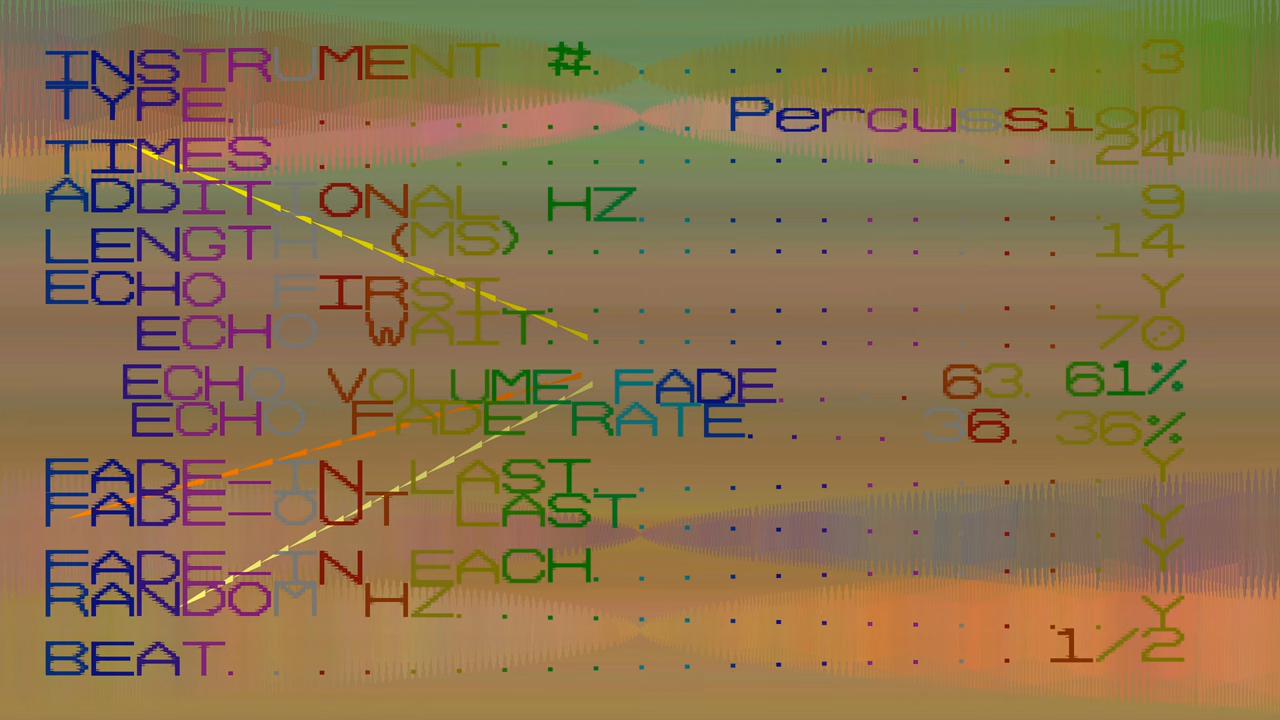 INSTRUMENT #. . . . . . . . . . . . 3
TYPE. . . . . . . . . . Percussion
TIMES . . . . . . . . . . . . . . . . . 24
ADDITIONAL HZ. . . . . . . . . . . 9
LENGTH (MS) . . . . . . . . . . . . 14
ECHO FIRST. . . . . . . . . . . . . Y
ECHO WAIT. . . . . . . . . . . . . 70
ECHO VOLUME FADE. . . . 63. 61%
ECHO FADE RATE. . . . 36. 36%
FADE-IN LAST. . . . . . . . . . . . Y
FADE-OUT LAST . . . . . . . . . . . Y
FADE-IN EACH. . . . . . . . . . . . Y
RANDOM HZ. . . . . . . . . . . . . . . Y
BEAT. . . . . . . . . . . . . . . . . . 1/2